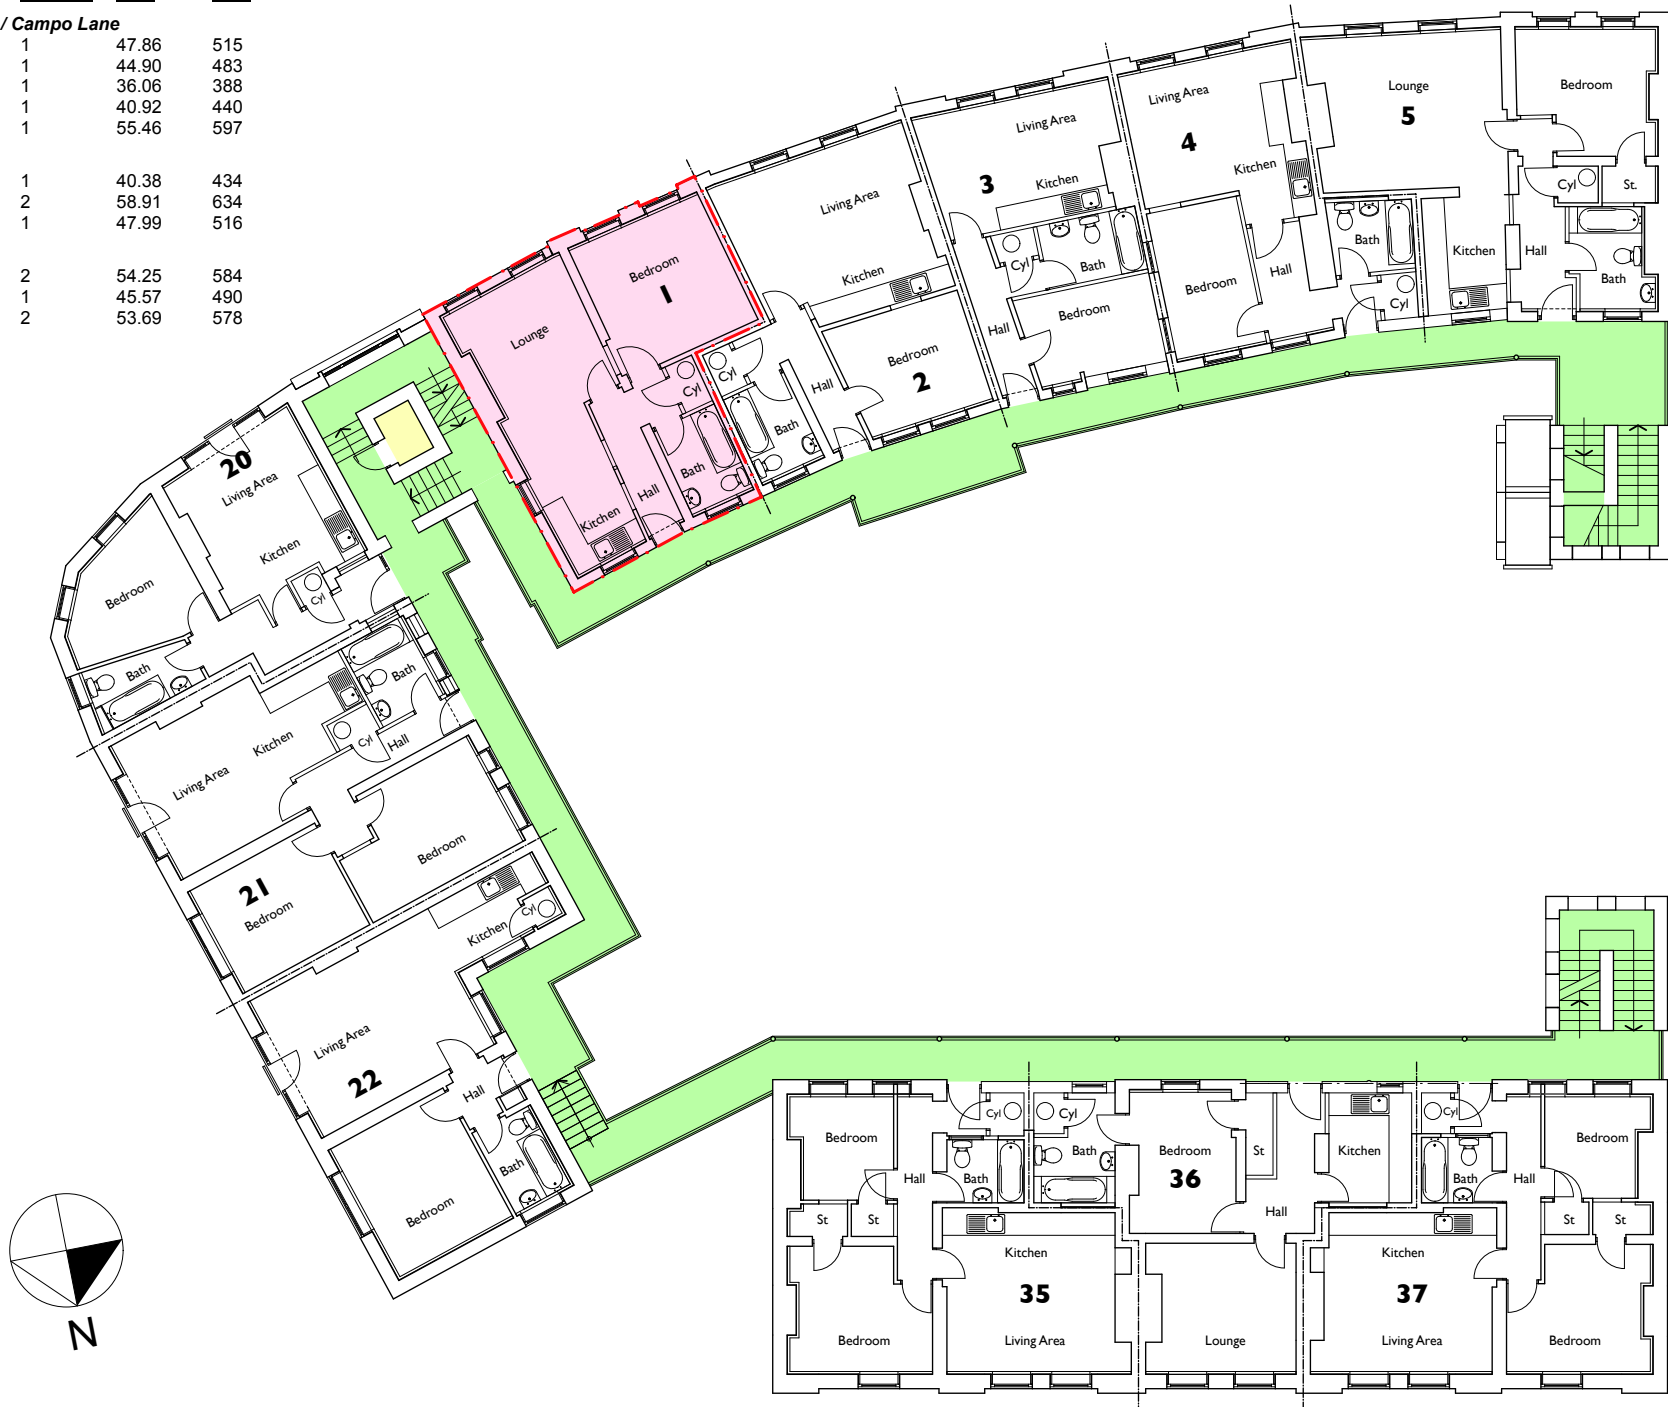 / Campo Lane
1 47.86 515
1 44.90 483
1 36.06 388
1 40.92 440
1 55.46 597
1 40.38 434
2 58.91 634
1 47.99 516
2 54.25 584
1 45.57 490
2 53.69 578
Lounge
Bedroom
1
Cyl
Bath
Hall
Kitchen
Living Area
Kitchen
Cyl
Hall
Bath
Bedroom
2
Living Area
3
Kitchen
Cyl
Bath
Hall
Bedroom
Living Area
4
Kitchen
Bedroom
Hall
Bath
Cyl
Lounge
5
Bedroom
Cyl
St.
Kitchen
Hall
Bath
20
Living Area
Kitchen
Bedroom
Cyl
Bath
Bath
Kitchen
Cyl
Hall
Living Area
Bedroom
21
Bedroom
Kitchen
Cyl
Living Area
22
Hall
Bath
Bedroom
N
Bedroom
Hall
Cyl
Bath
St
St
Kitchen
35
Bedroom
Living Area
Cyl
Bath
Bedroom
36
St
Kitchen
Hall
Lounge
Cyl
Bath
Hall
Bedroom
St
St
Kitchen
37
Living Area
Bedroom